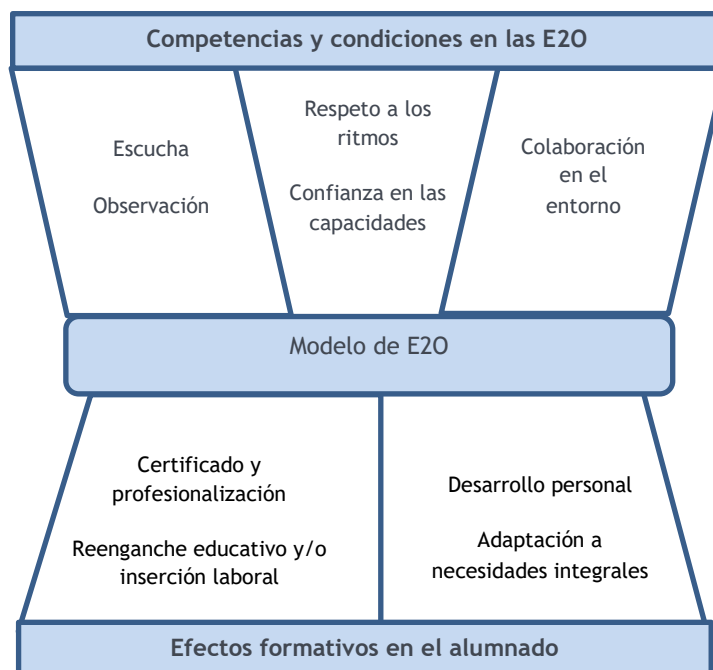 Competencias y condiciones en las E2O
Escucha
Observación
Respeto a los
ritmos
Confianza en las
capacidades
Colaboración
en el
entorno
Modelo de E2O
Certificado y
profesionalización
Reenganche educativo y/o
inserción laboral
Desarrollo personal
Adaptación a
necesidades integrales
Efectos formativos en el alumnado